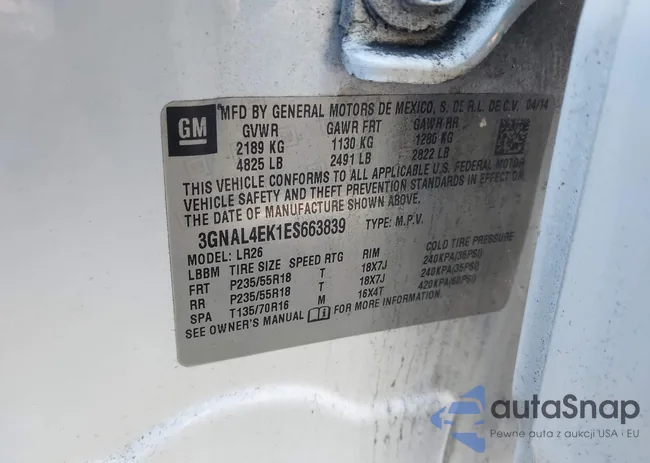 GM
MFD BY GENERAL MOTORS DE MEXICO, S. DE R.L. DE C.V. 04/14
GVWR GAWR FRT GAWR RR
2189 KG 1130 KG 1280 KG
4825 LB 2491 LB 2822 LB
THIS VEHICLE CONFORMS TO ALL APPLICABLE U.S. FEDERAL MOTOR
VEHICLE SAFETY AND THEFT PREVENTION STANDARDS IN EFFECT ON
THE DATE OF MANUFACTURE SHOWN ABOVE.
3GNAL4EK1ES663839 TYPE: M.P.V.
MODEL: LR26
LBBM TIRE SIZE SPEED RTG RIM COLD TIRE PRESSURE
FRT P235/55R18 T 18X7J 240KPA(35PSI)
RR P235/55R18 T 18X7J 240KPA(35PSI)
SPA T135/70R16 M 16X4T 420KPA(60PSI)
SEE OWNER'S MANUAL FOR MORE INFORMATION.
autaSnap
Pewne auta z aukcji USA i EU